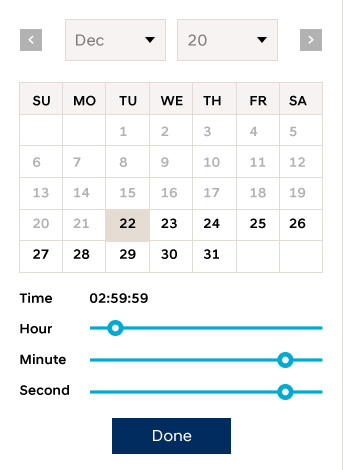 Dec 20
SU MO TU WE TH FR SA
1 2 3 4 5
6 7 8 9 10 11 12
13 14 15 16 17 18 19
20 21 22 23 24 25 26
27 28 29 30 31
Time 02:59:59
Hour
Minute
Second
Done